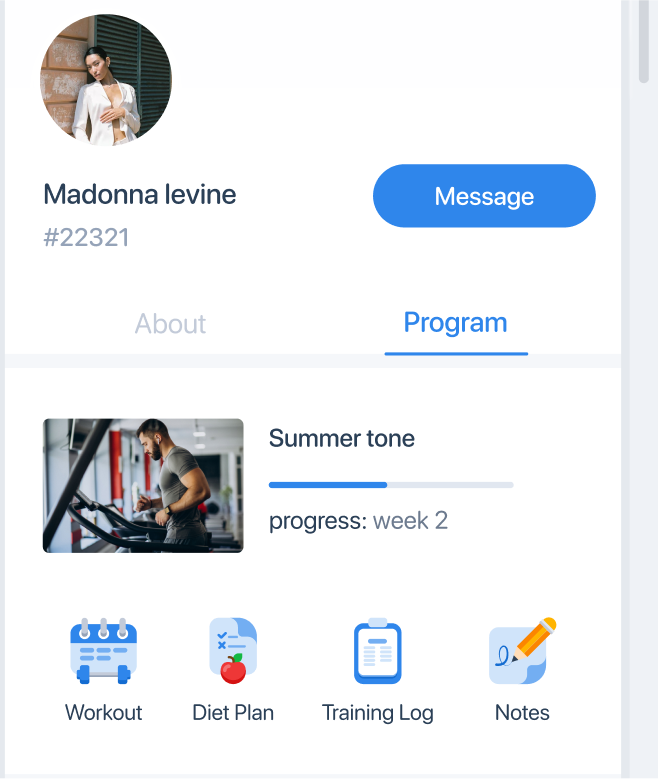 Madonna levine
Message
#22321
About
Program
Summer tone
progress: week 2
Workout
Diet Plan
Training Log
Notes